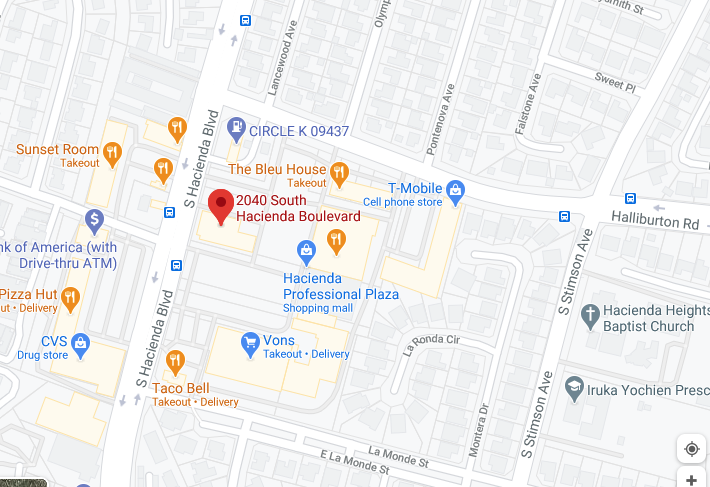 Lancewood Ave
Olymp
ysmith St
Sweet Pl
Falstone Ave
Pontenova Ave
S Hacienda Blvd
CIRCLE K 09437
Sunset Room
Takeout
The Bleu House
Takeout
T-Mobile
Cell phone store
2040 South
Hacienda Boulevard
Halliburton Rd
S Stimson Ave
nk of America (with
Drive-thru ATM)
Hacienda
Professional Plaza
Shopping mall
Pizza Hut
ut • Delivery
S Hacienda Blvd
Hacienda Heights
Baptist Church
CVS
Drug store
Vons
Takeout • Delivery
La Ronda Cir
Taco Bell
Takeout • Delivery
Iruka Yochien Presc
S Stimson Ave
Montera Dr
La Monde St
E La Monde St